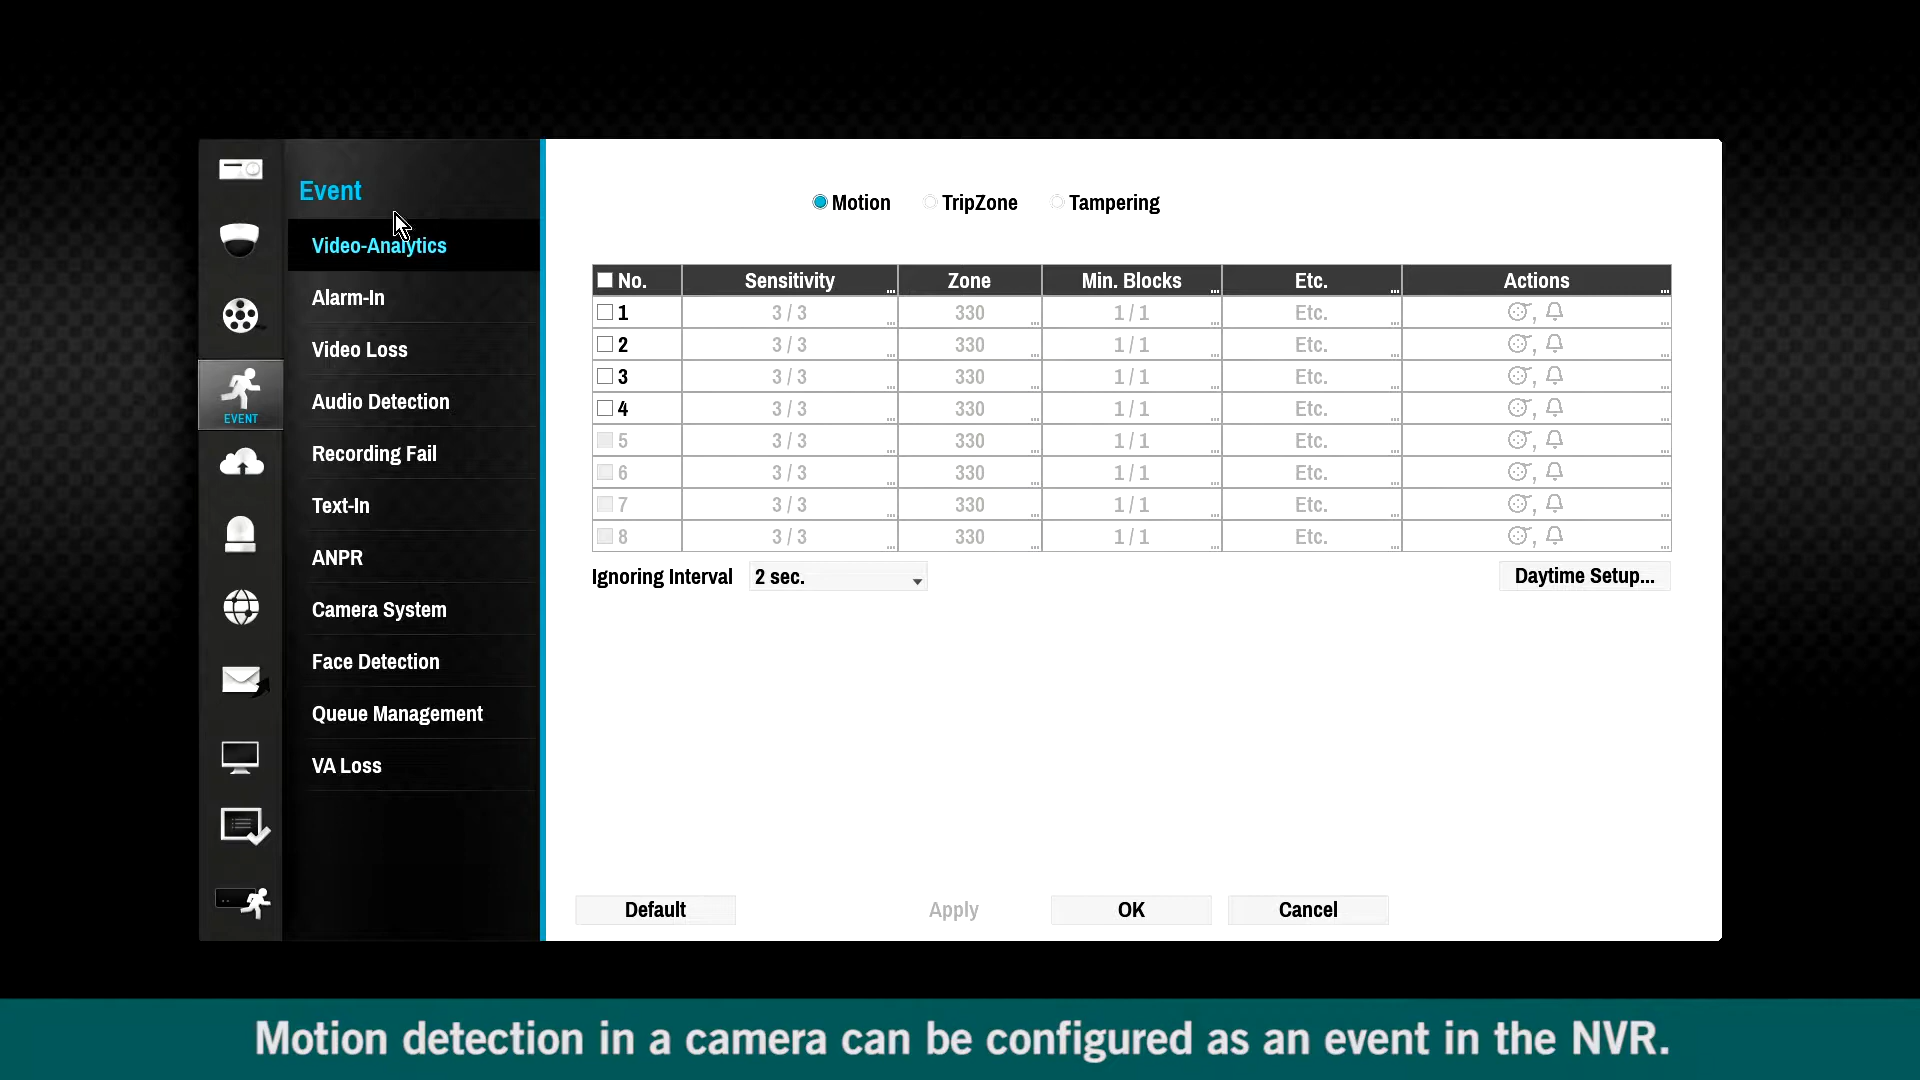 Event
EVENT
Video-Analytics
Alarm-In
Video Loss
Audio Detection
Recording Fail
Text-In
ANPR
Camera System
Face Detection
Queue Management
VA Loss
Motion TripZone Tampering
No. Sensitivity ... Zone Min. Blocks ... Etc. ... Actions ...
1 3 / 3 ... 330 ... 1 / 1 ... Etc. ... , ...
2 3 / 3 ... 330 ... 1 / 1 ... Etc. ... , ...
3 3 / 3 ... 330 ... 1 / 1 ... Etc. ... , ...
4 3 / 3 ... 330 ... 1 / 1 ... Etc. ... , ...
5 3 / 3 ... 330 ... 1 / 1 ... Etc. ... , ...
6 3 / 3 ... 330 ... 1 / 1 ... Etc. ... , ...
7 3 / 3 ... 330 ... 1 / 1 ... Etc. ... , ...
8 3 / 3 ... 330 ... 1 / 1 ... Etc. ... , ...
Ignoring Interval 2 sec. Daytime Setup...
Default Apply OK Cancel
Motion detection in a camera can be configured as an event in the NVR.